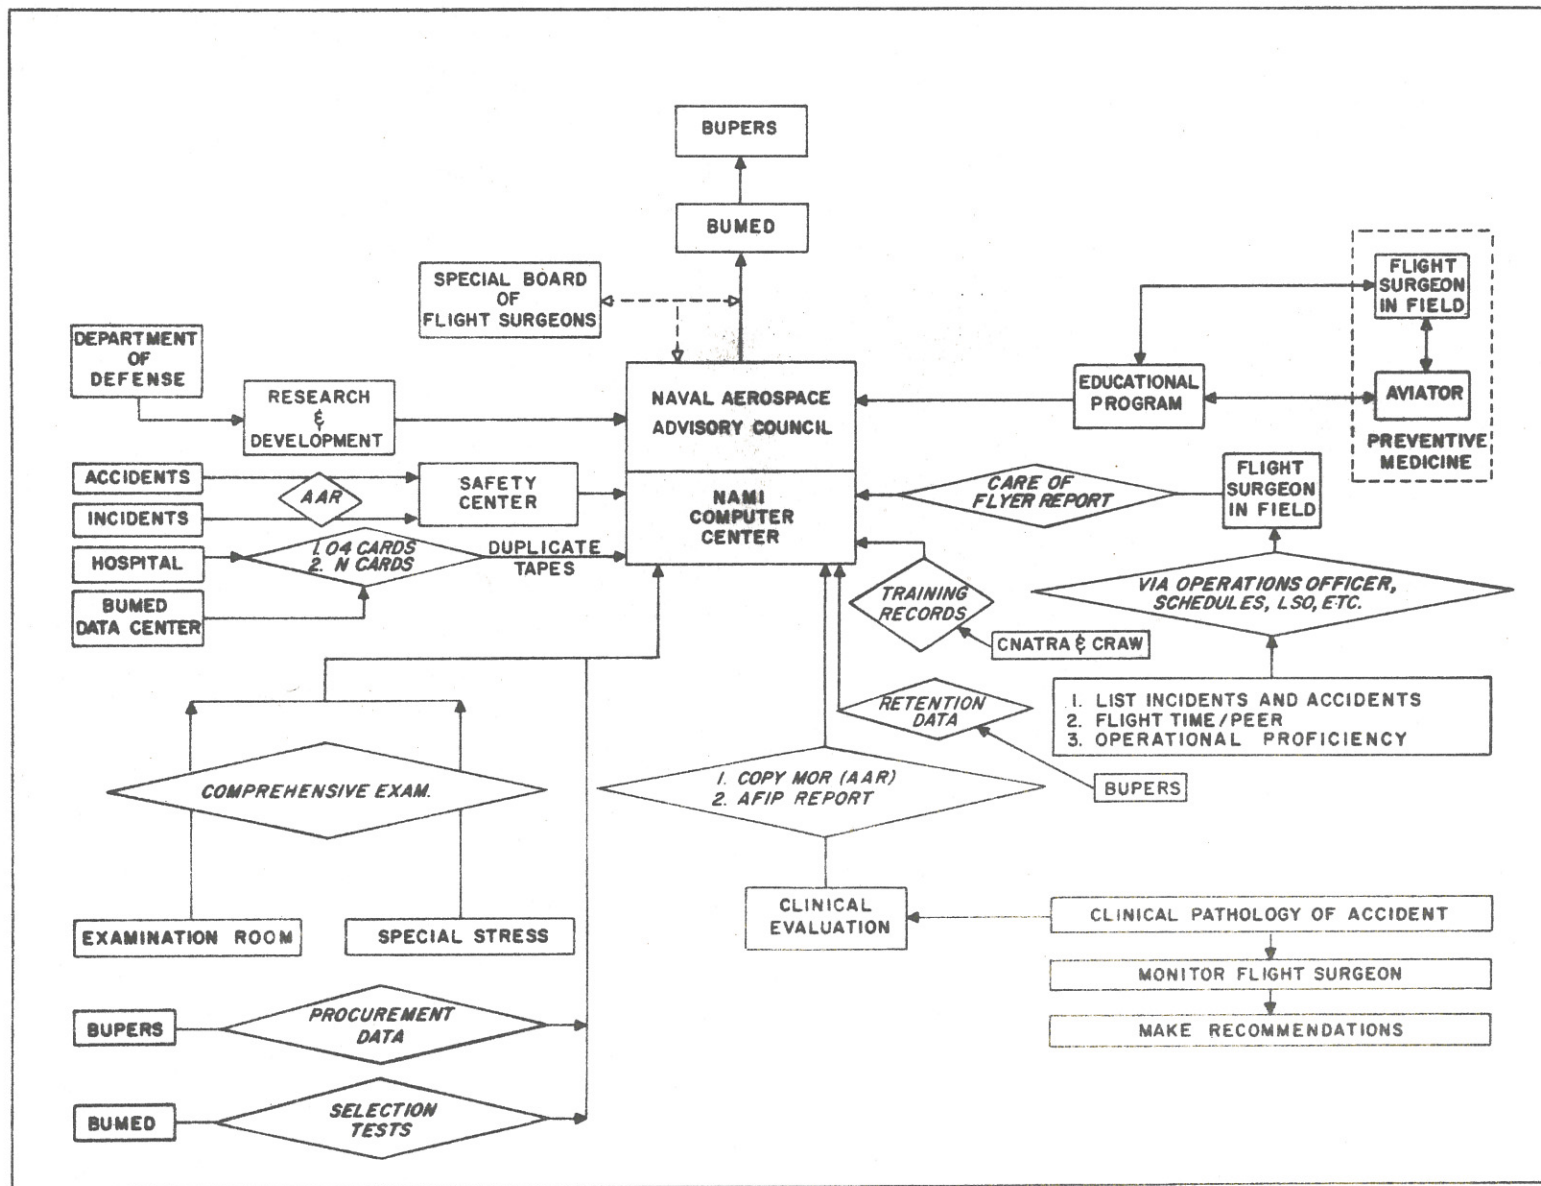 BUPERS
BUMED
SPECIAL BOARD
OF
FLIGHT SURGEONS
FLIGHT
SURGEON
IN FIELD
DEPARTMENT
OF
DEFENSE
RESEARCH
&
DEVELOPMENT
NAVAL AEROSPACE
ADVISORY COUNCIL
EDUCATIONAL
PROGRAM
AVIATOR
PREVENTIVE
MEDICINE
ACCIDENTS
AAR
INCIDENTS
SAFETY
CENTER
NAMI
COMPUTER
CENTER
CARE OF
FLYER REPORT
FLIGHT
SURGEON
IN FIELD
HOSPITAL
1. 04 CARDS
2. N CARDS
DUPLICATE
TAPES
BUMED
DATA CENTER
TRAINING
RECORDS
CNATRA & CRAW
VIA OPERATIONS OFFICER,
SCHEDULES, LSO, ETC.
RETENTION
DATA
BUPERS
1. LIST INCIDENTS AND ACCIDENTS
2. FLIGHT TIME/PEER
3. OPERATIONAL PROFICIENCY
COMPREHENSIVE EXAM.
1. COPY MOR (AAR)
2. AFIP REPORT
EXAMINATION ROOM
SPECIAL STRESS
CLINICAL
EVALUATION
CLINICAL PATHOLOGY OF ACCIDENT
MONITOR FLIGHT SURGEON
MAKE RECOMMENDATIONS
BUPERS
PROCUREMENT
DATA
BUMED
SELECTION
TESTS